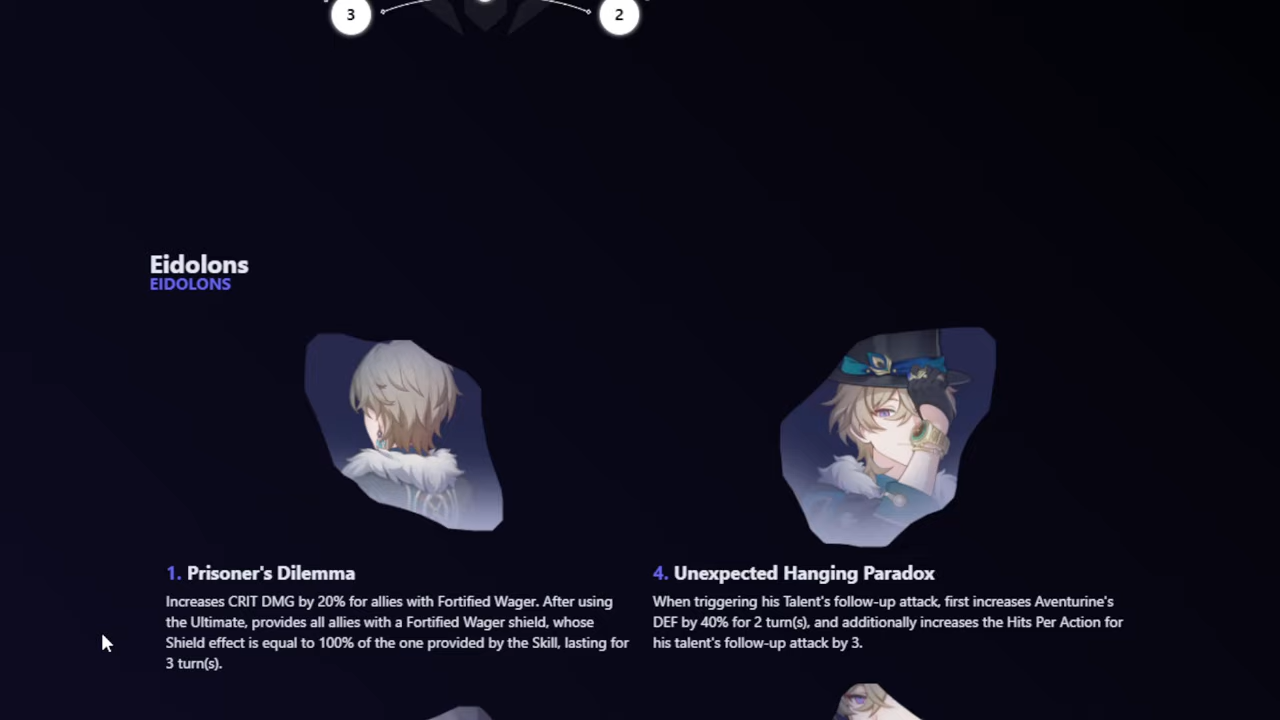 3
2
Eidolons
EIDOLONS
1. Prisoner's Dilemma
Increases CRIT DMG by 20% for allies with Fortified Wager. After using
the Ultimate, provides all allies with a Fortified Wager shield, whose
Shield effect is equal to 100% of the one provided by the Skill, lasting for
3 turn(s).
4. Unexpected Hanging Paradox
When triggering his Talent's follow-up attack, first increases Aventurine's
DEF by 40% for 2 turn(s), and additionally increases the Hits Per Action for
his talent's follow-up attack by 3.